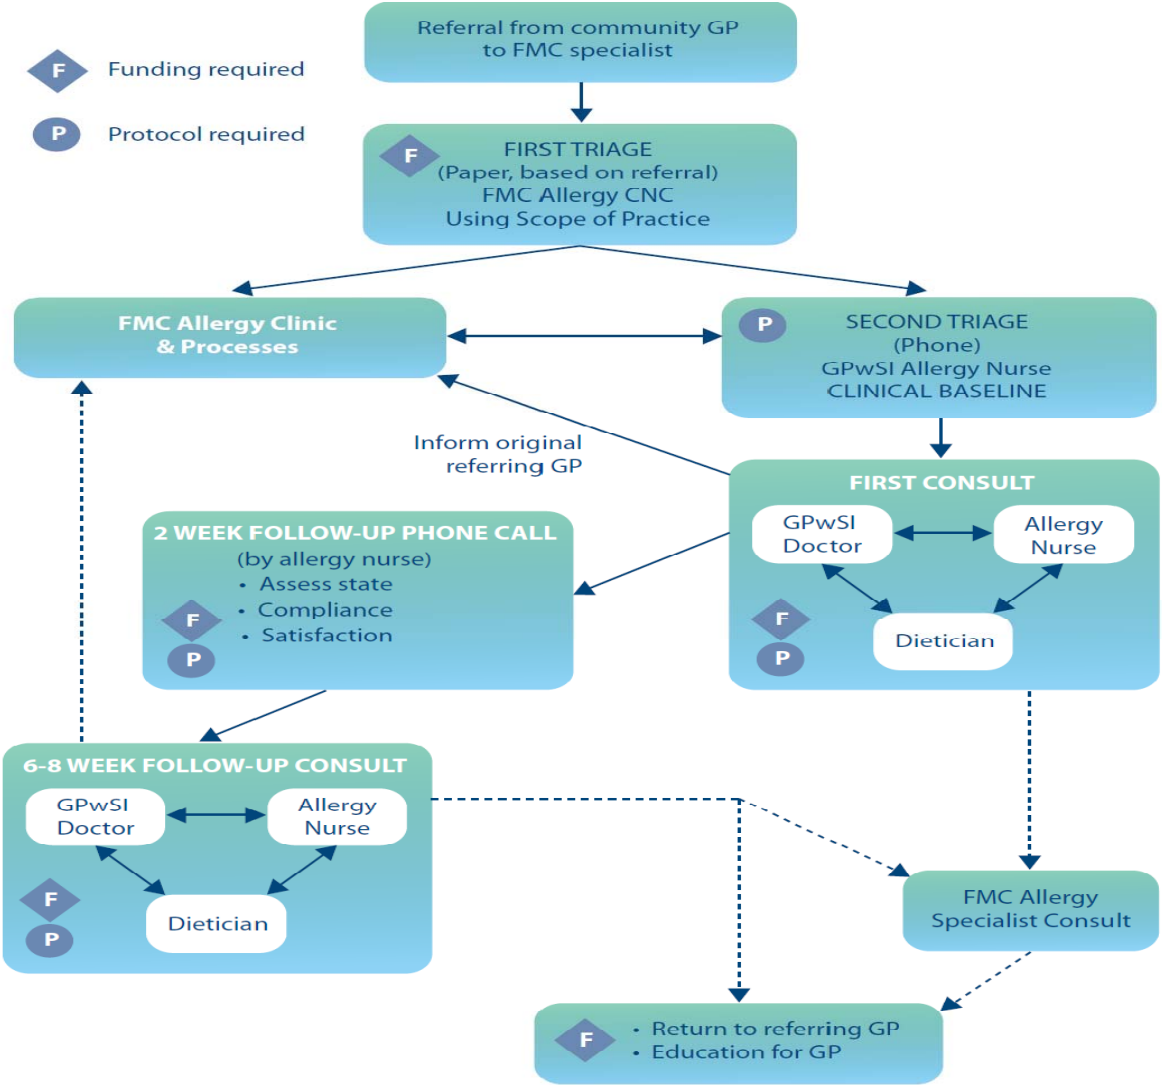 Referral from community GP
to FMC specialist
F
Funding required
P
Protocol required
F
FIRST TRIAGE
(Paper, based on referral)
FMC Allergy CNC
Using Scope of Practice
FMC Allergy Clinic
& Processes
P
SECOND TRIAGE
(Phone)
GPwSI Allergy Nurse
CLINICAL BASELINE
Inform original
referring GP
FIRST CONSULT
GPwSI
Doctor
Allergy
Nurse
Dietician
F
P
2 WEEK FOLLOW-UP PHONE CALL
(by allergy nurse)
• Assess state
• Compliance
• Satisfaction
F
P
6-8 WEEK FOLLOW-UP CONSULT
GPwSI
Doctor
Allergy
Nurse
Dietician
F
P
FMC Allergy
Specialist Consult
F
• Return to referring GP
• Education for GP